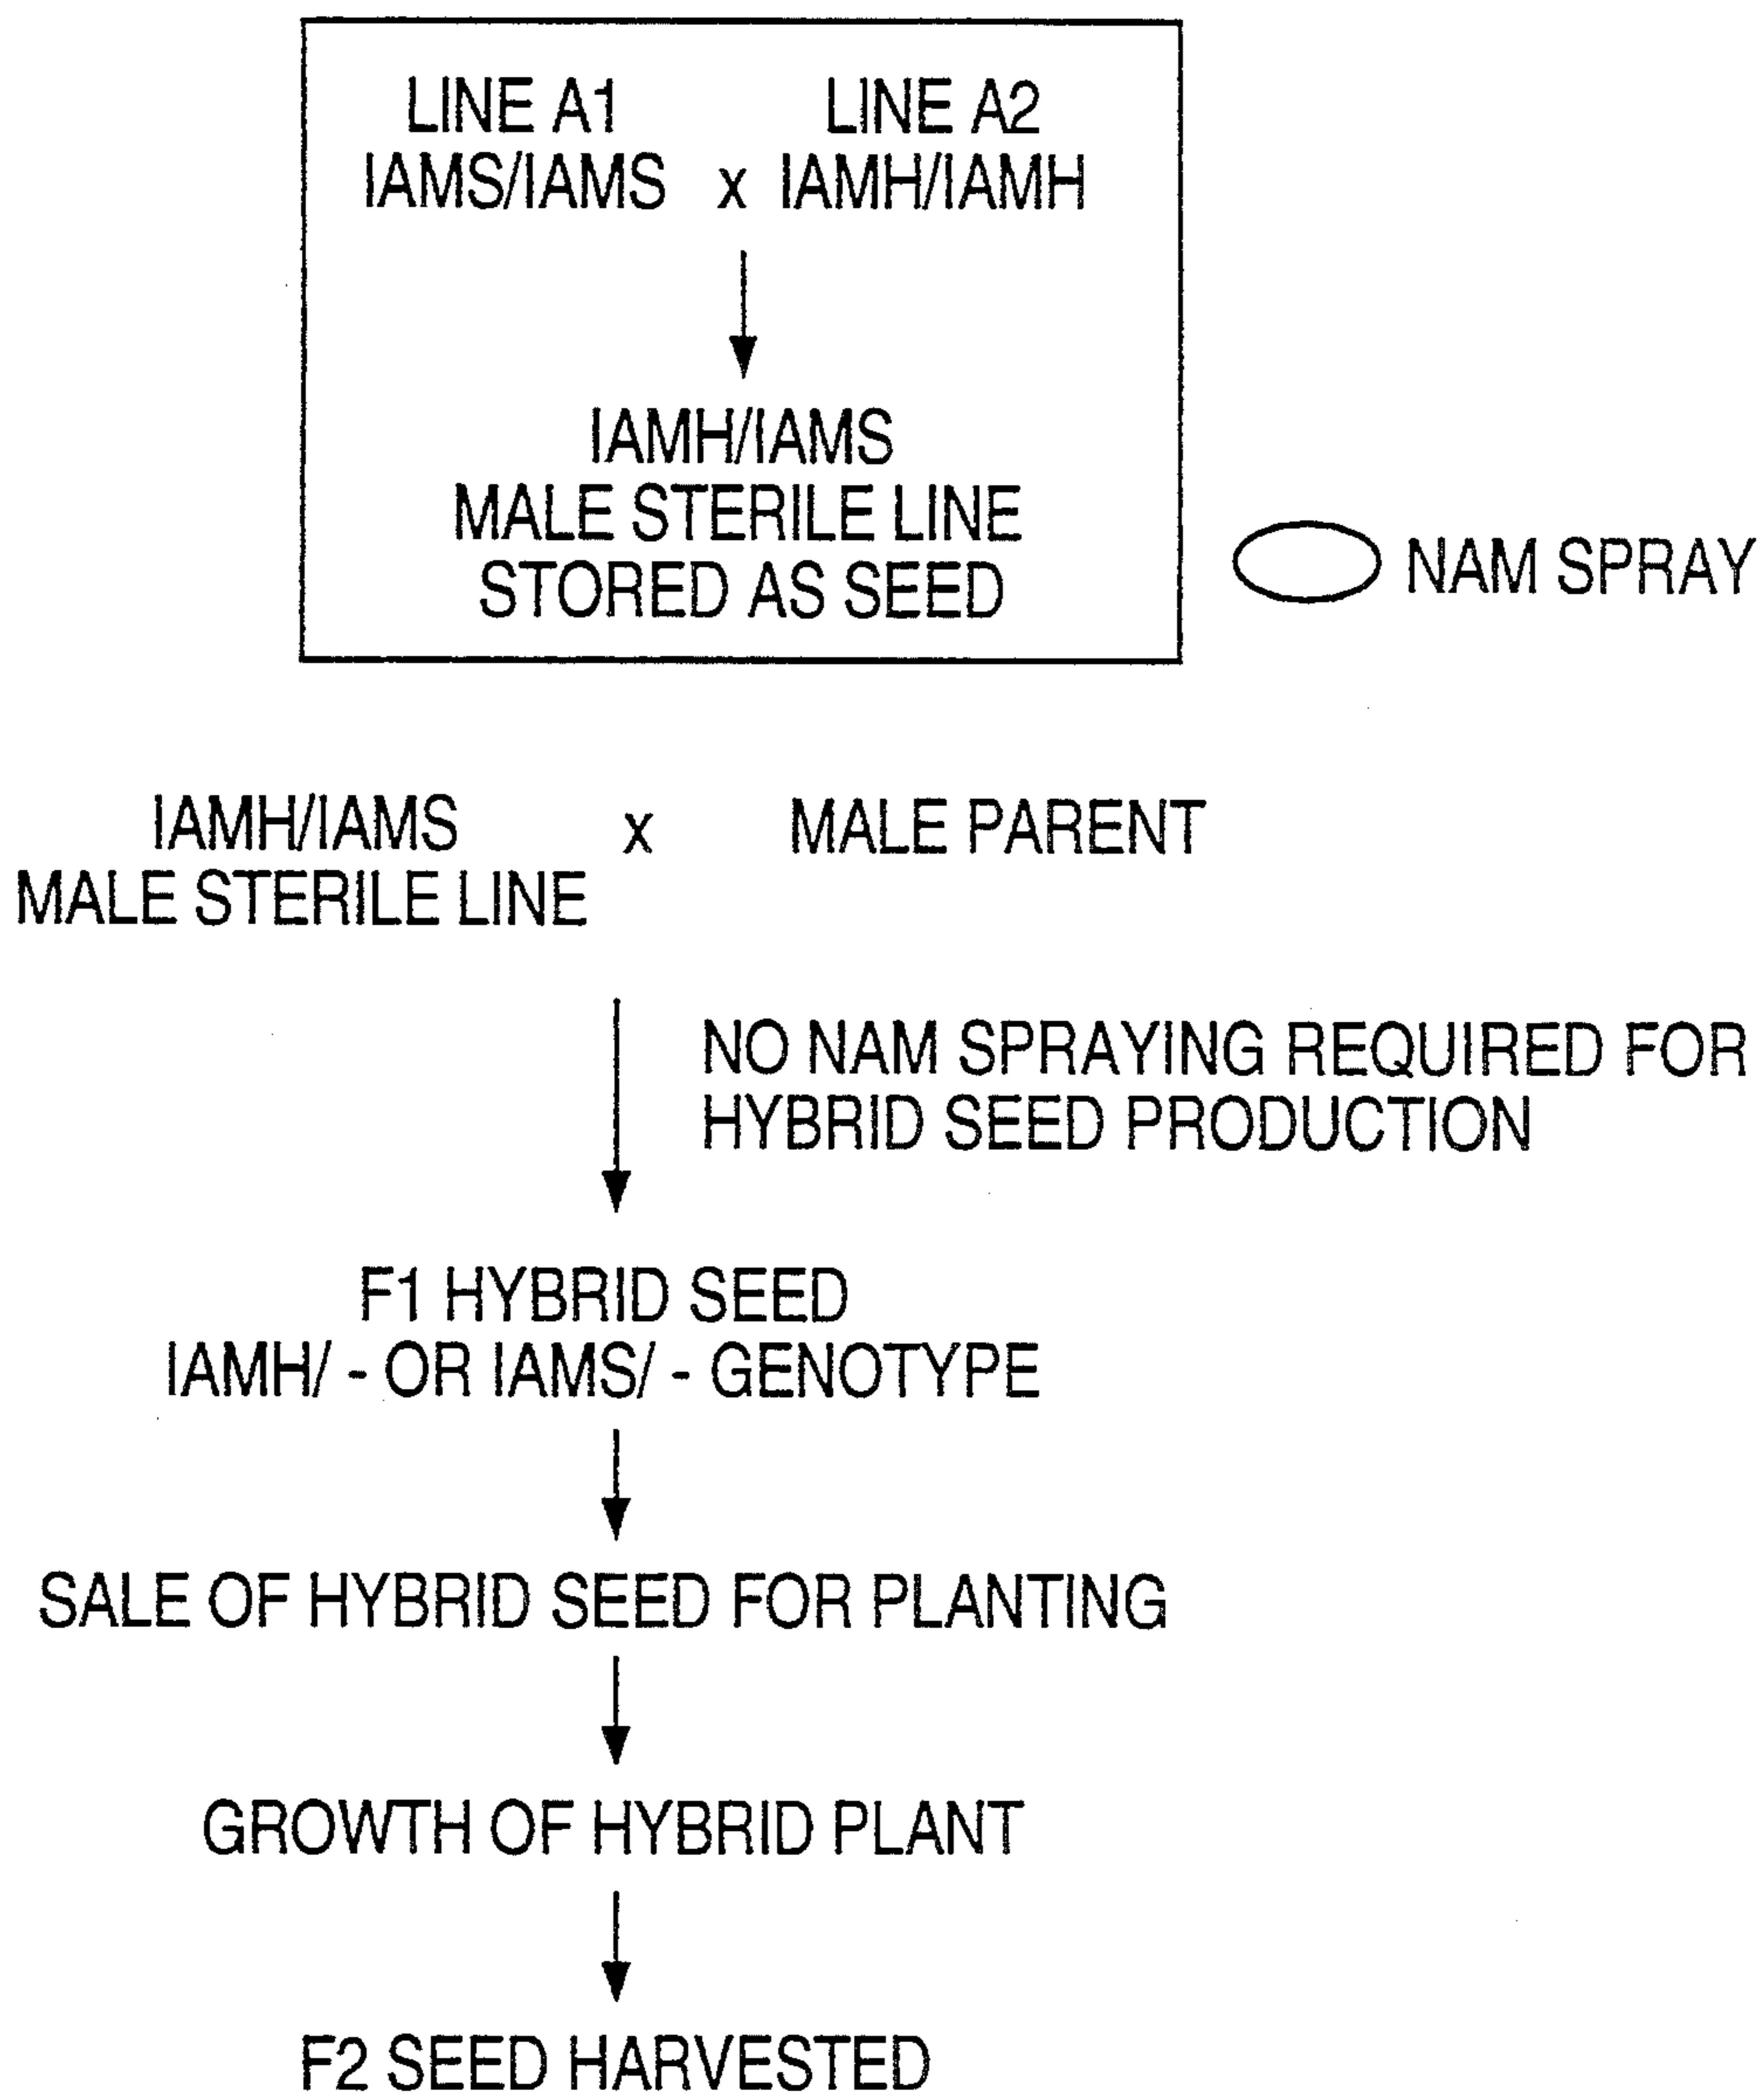 LINE A1 LINE A2
IAMS/IAMS x IAMH/IAMH
IAMH/IAMS
MALE STERILE LINE
STORED AS SEED
NAM SPRAY
IAMH/IAMS x MALE PARENT
MALE STERILE LINE
NO NAM SPRAYING REQUIRED FOR
HYBRID SEED PRODUCTION
F1 HYBRID SEED
IAMH/ - OR IAMS/ - GENOTYPE
SALE OF HYBRID SEED FOR PLANTING
GROWTH OF HYBRID PLANT
F2 SEED HARVESTED